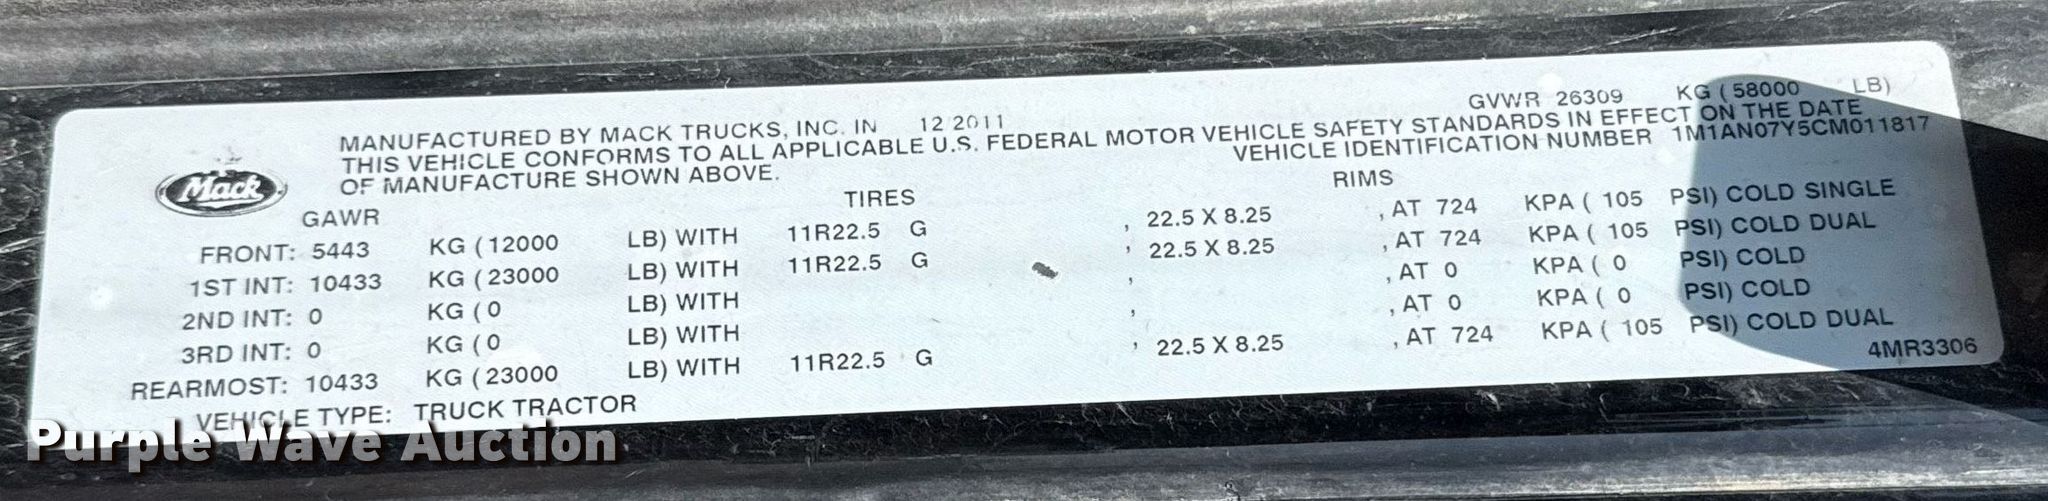 GVWR 26309 KG ( 58000 LB)
MANUFACTURED BY MACK TRUCKS, INC. IN 12 2011
THIS VEHICLE CONFORMS TO ALL APPLICABLE U.S. FEDERAL MOTOR VEHICLE SAFETY STANDARDS IN EFFECT ON THE DATE
OF MANUFACTURE SHOWN ABOVE. VEHICLE IDENTIFICATION NUMBER 1M1AN07Y5CM011817
Mack
GAWR TIRES RIMS
FRONT: 5443 KG ( 12000 LB) WITH 11R22.5 G , 22.5 X 8.25 , AT 724 KPA ( 105 PSI) COLD SINGLE
1ST INT: 10433 KG ( 23000 LB) WITH 11R22.5 G , 22.5 X 8.25 , AT 724 KPA ( 105 PSI) COLD DUAL
2ND INT: 0 KG ( 0 LB) WITH , , AT 0 KPA ( 0 PSI) COLD
3RD INT: 0 KG ( 0 LB) WITH , , AT 0 KPA ( 0 PSI) COLD
REARMOST: 10433 KG ( 23000 LB) WITH 11R22.5 G , 22.5 X 8.25 , AT 724 KPA ( 105 PSI) COLD DUAL
VEHICLE TYPE: TRUCK TRACTOR 4MR3306
Purple Wave Auction